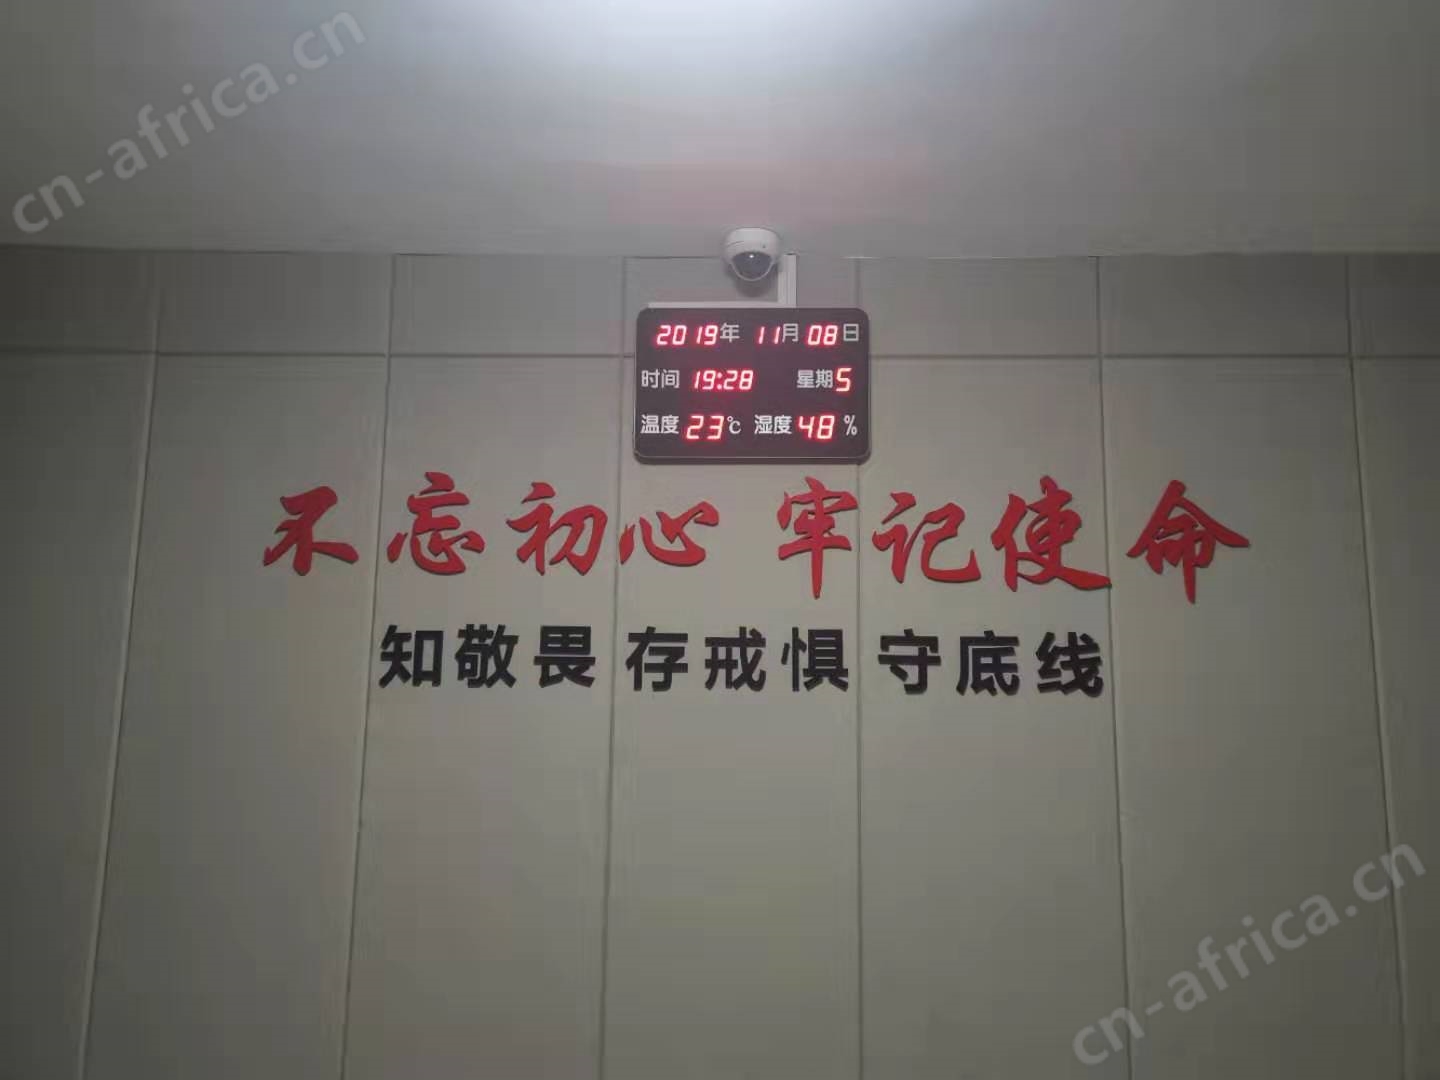 cn-africa.cn
2019年 11月 08日
时间 19:28 星期 5
温度 23℃ 湿度 48 %
不忘初心 牢记使命
知敬畏 存戒惧 守底线
cn-africa.cn